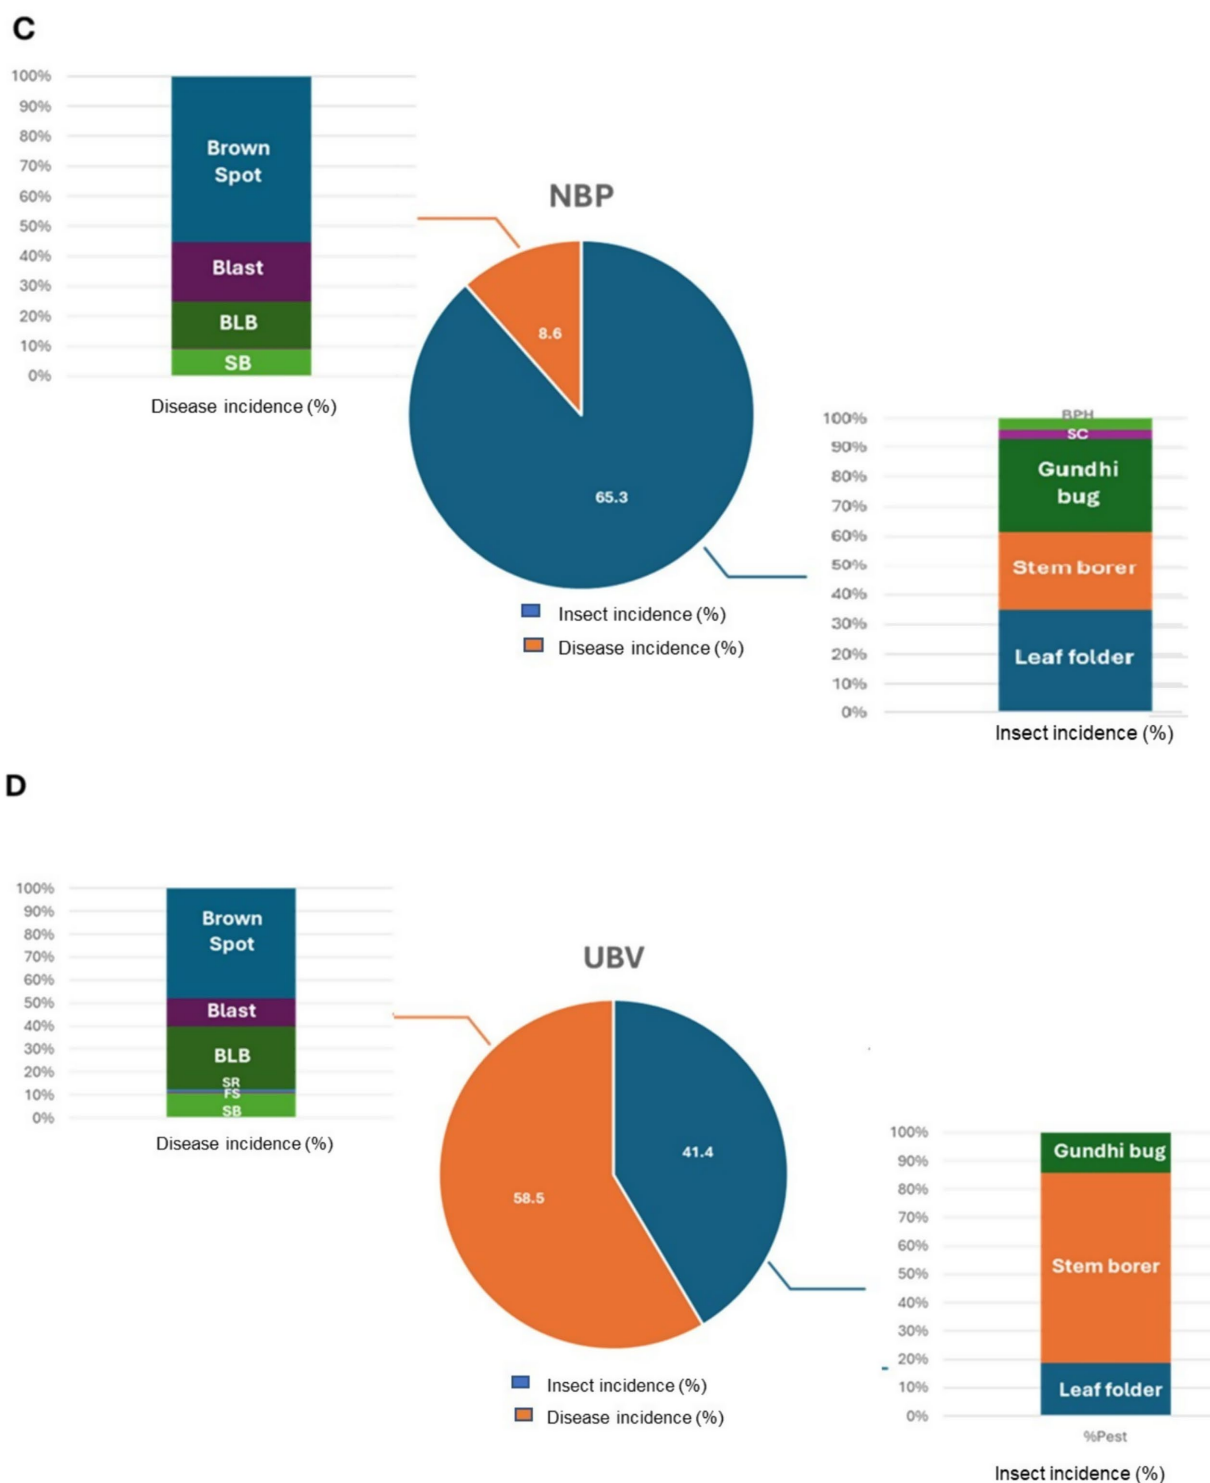 C
100%
90%
80%
70%
60%
50%
40%
30%
20%
10%
0%
Brown
Spot
Blast
BLB
SB
Disease incidence (%)
NBP
8.6
65.3
Insect incidence (%)
Disease incidence (%)
100%
90%
80%
70%
60%
50%
40%
30%
20%
10%
0%
BPH
SC
Gundhi
bug
Stem borer
Leaf folder
Insect incidence (%)
D
100%
90%
80%
70%
60%
50%
40%
30%
20%
10%
0%
Brown
Spot
Blast
BLB
SR
FS
SB
Disease incidence (%)
UBV
41.4
58.5
Insect incidence (%)
Disease incidence (%)
100%
90%
80%
70%
60%
50%
40%
30%
20%
10%
0%
Gundhi bug
Stem borer
Leaf folder
%Pest
Insect incidence (%)